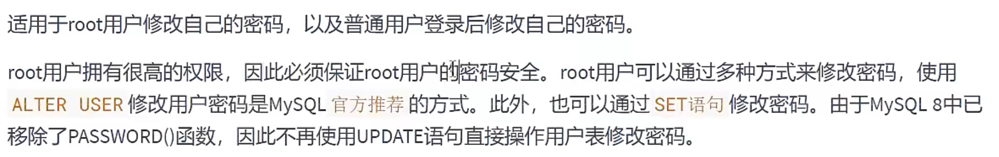 适用于root用户修改自己的密码，以及普通用户登录后修改自己的密码。
root用户拥有很高的权限，因此必须保证root用户的密码安全。root用户可以通过多种方式来修改密码，使用
ALTER USER 修改用户密码是MySQL 官方推荐 的方式。此外，也可以通过 SET语句 修改密码。由于MySQL 8中已
移除了PASSWORD()函数，因此不再使用UPDATE语句直接操作用户表修改密码。